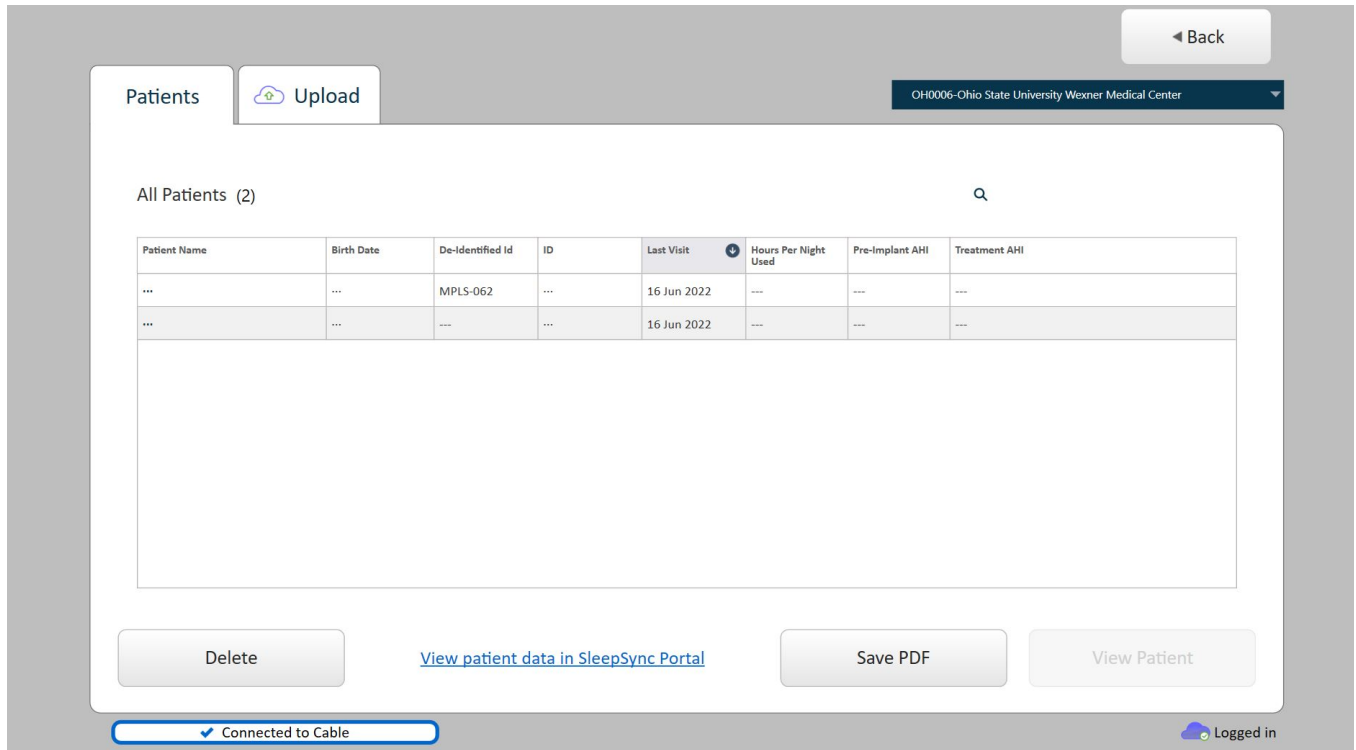 Back
Patients
Upload
OH0006-Ohio State University Wexner Medical Center
All Patients (2)
Patient Name Birth Date De-Identified Id ID Last Visit Hours Per Night Used Pre-Implant AHI Treatment AHI
... ... MPLS-062 ... 16 Jun 2022 --- --- ---
... ... --- ... 16 Jun 2022 --- --- ---
Delete
View patient data in SleepSync Portal
Save PDF
View Patient
Connected to Cable
Logged in